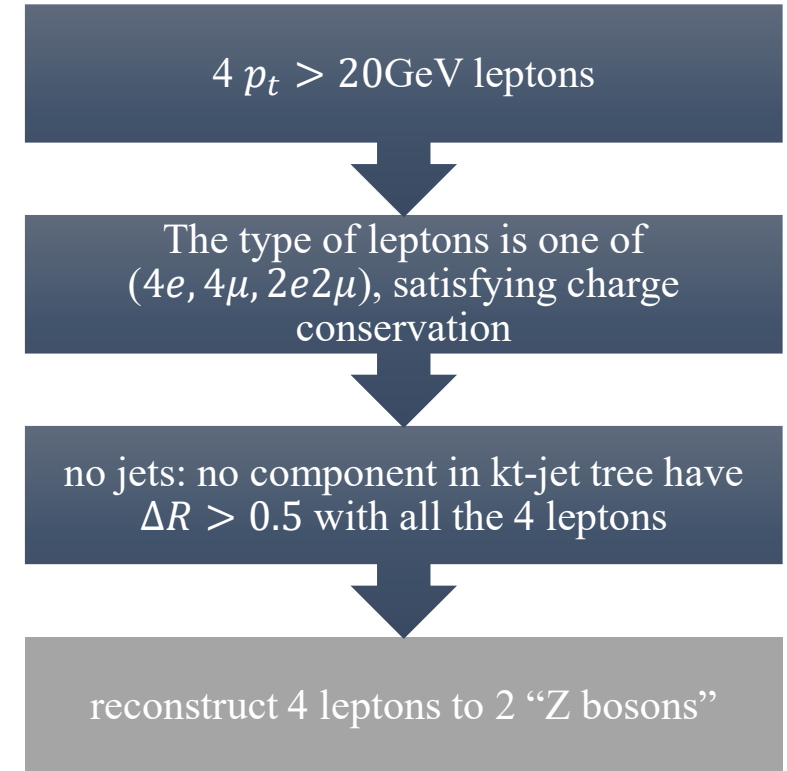 4 𝑝ₜ > 20GeV leptons
The type of leptons is one of
(4𝑒, 4𝜇, 2𝑒2𝜇), satisfying charge
conservation
no jets: no component in kt-jet tree have
Δ𝑅 > 0.5 with all the 4 leptons
reconstruct 4 leptons to 2 “Z bosons”